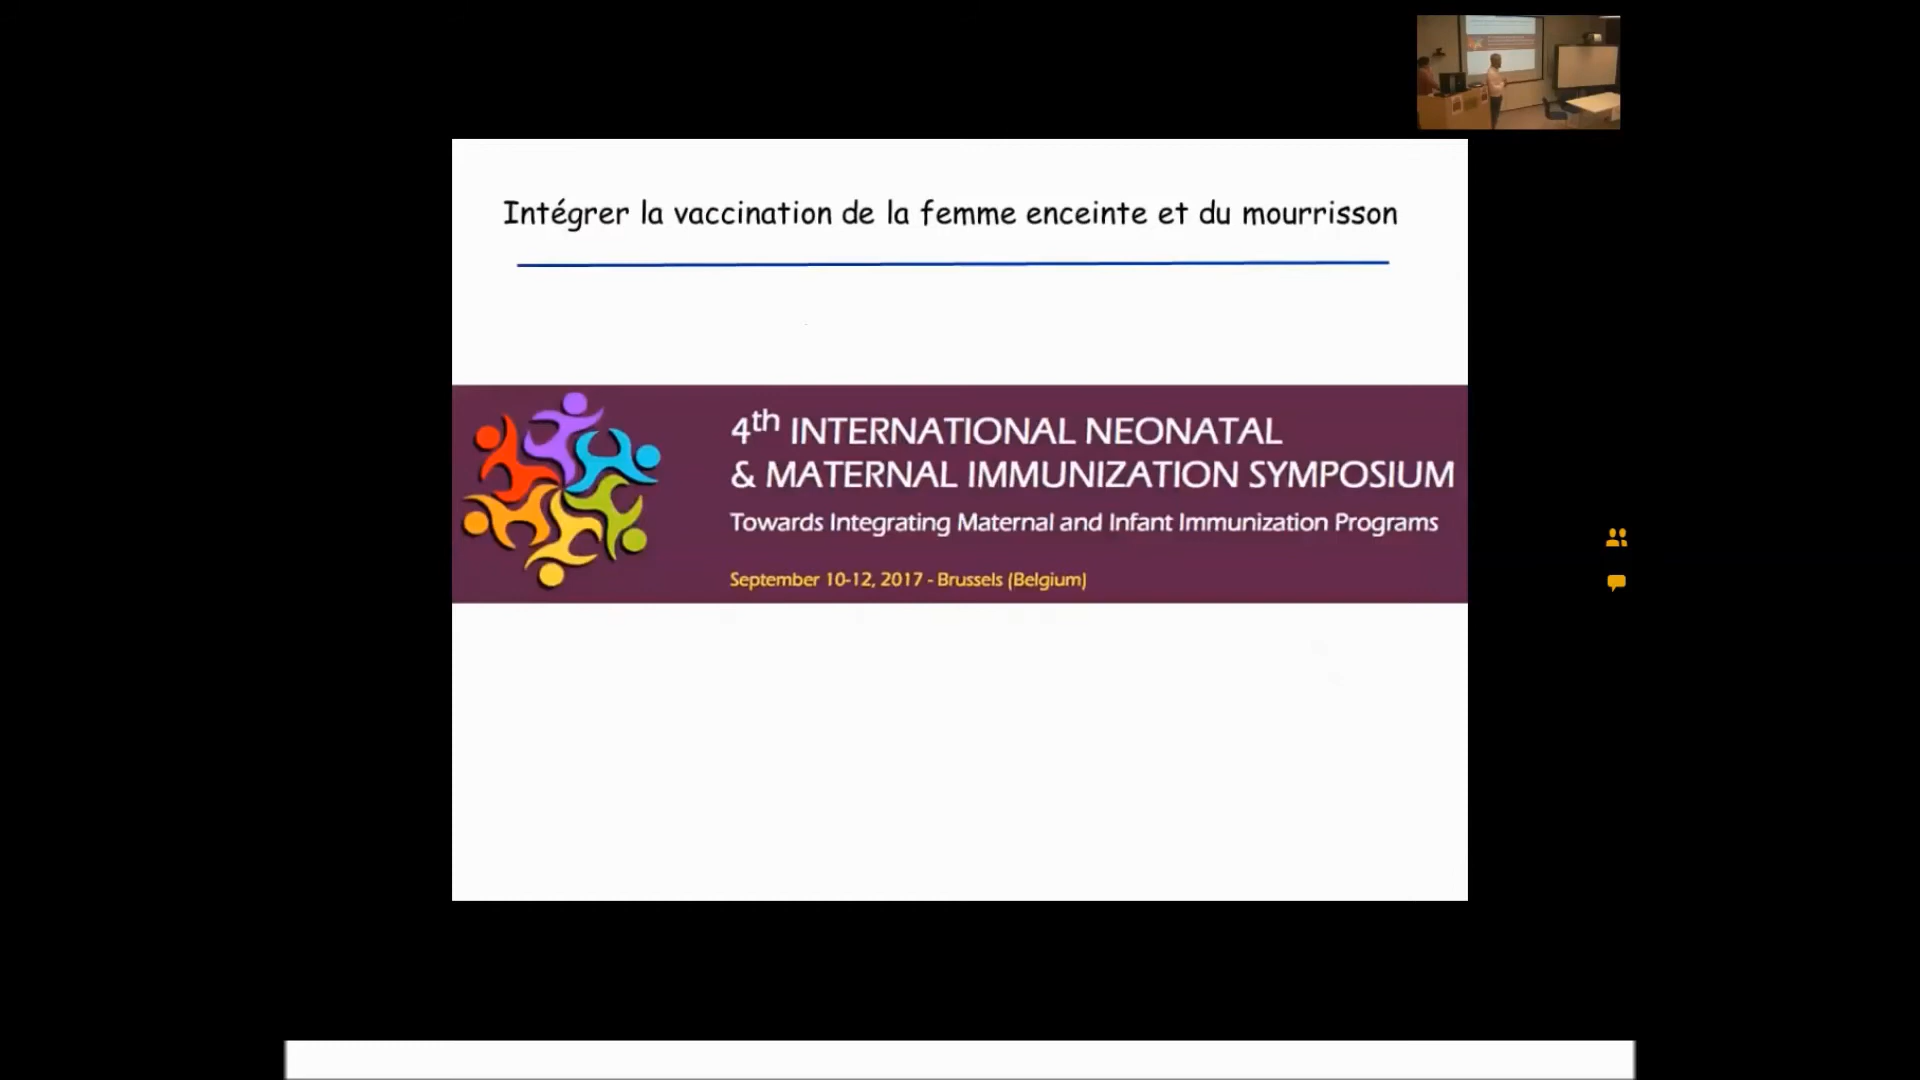 Intégrer la vaccination de la femme enceinte et du mourrisson
4th INTERNATIONAL NEONATAL
& MATERNAL IMMUNIZATION SYMPOSIUM
Towards Integrating Maternal and Infant Immunization Programs
September 10-12, 2017 - Brussels (Belgium)